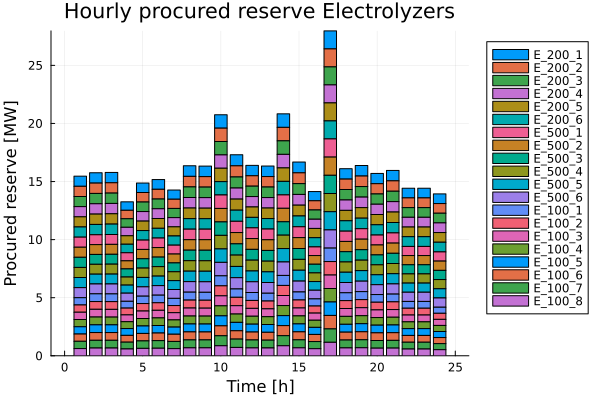 Hourly procured reserve Electrolyzers
Procured reserve [MW]
25
20
15
10
5
0
0 5 10 15 20 25
Time [h]
E_200_1
E_200_2
E_200_3
E_200_4
E_200_5
E_200_6
E_500_1
E_500_2
E_500_3
E_500_4
E_500_5
E_500_6
E_100_1
E_100_2
E_100_3
E_100_4
E_100_5
E_100_6
E_100_7
E_100_8